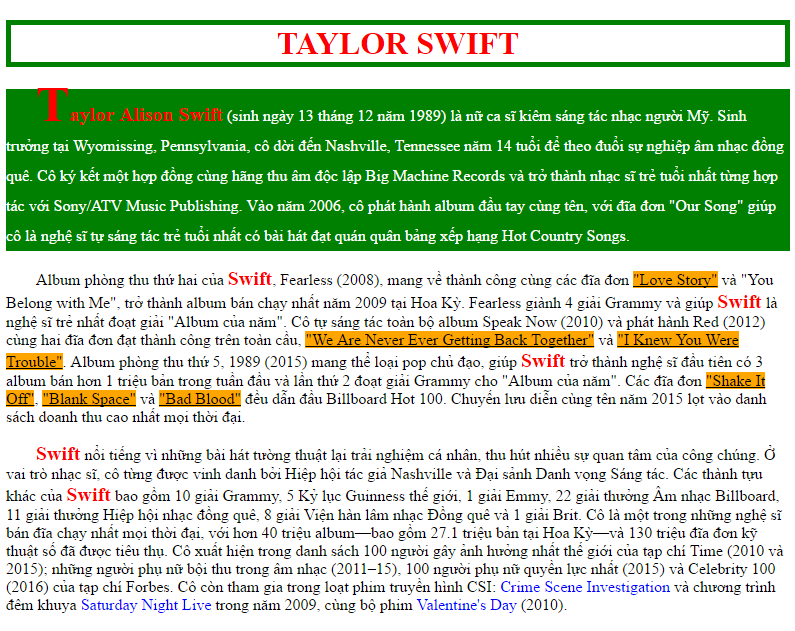 TAYLOR SWIFT
Taylor Alison Swift (sinh ngày 13 tháng 12 năm 1989) là nữ ca sĩ kiêm sáng tác nhạc người Mỹ. Sinh
trưởng tại Wyomissing, Pennsylvania, cô dời đến Nashville, Tennessee năm 14 tuổi để theo đuổi sự nghiệp âm nhạc đồng
quê. Cô ký kết một hợp đồng cùng hãng thu âm độc lập Big Machine Records và trở thành nhạc sĩ trẻ tuổi nhất từng hợp
tác với Sony/ATV Music Publishing. Vào năm 2006, cô phát hành album đầu tay cùng tên, với đĩa đơn "Our Song" giúp
cô là nghệ sĩ tự sáng tác trẻ tuổi nhất có bài hát đạt quán quân bảng xếp hạng Hot Country Songs.
Album phòng thu thứ hai của Swift, Fearless (2008), mang về thành công cùng các đĩa đơn "Love Story" và "You
Belong with Me", trở thành album bán chạy nhất năm 2009 tại Hoa Kỳ. Fearless giành 4 giải Grammy và giúp Swift là
nghệ sĩ trẻ nhất đoạt giải "Album của năm". Cô tự sáng tác toàn bộ album Speak Now (2010) và phát hành Red (2012)
cùng hai đĩa đơn đạt thành công trên toàn cầu, "We Are Never Ever Getting Back Together" và "I Knew You Were
Trouble". Album phòng thu thứ 5, 1989 (2015) mang thể loại pop chủ đạo, giúp Swift trở thành nghệ sĩ đầu tiên có 3
album bán hơn 1 triệu bản trong tuần đầu và lần thứ 2 đoạt giải Grammy cho "Album của năm". Các đĩa đơn "Shake It
Off", "Blank Space" và "Bad Blood" đều dẫn đầu Billboard Hot 100. Chuyến lưu diễn cùng tên năm 2015 lọt vào danh
sách doanh thu cao nhất mọi thời đại.
Swift nổi tiếng vì những bài hát tường thuật lại trải nghiệm cá nhân, thu hút nhiều sự quan tâm của công chúng. Ở
vai trò nhạc sĩ, cô từng được vinh danh bởi Hiệp hội tác giả Nashville và Đại sảnh Danh vọng Sáng tác. Các thành tựu
khác của Swift bao gồm 10 giải Grammy, 5 Kỷ lục Guinness thế giới, 1 giải Emmy, 22 giải thưởng Âm nhạc Billboard,
11 giải thưởng Hiệp hội nhạc đồng quê, 8 giải Viện hàn lâm nhạc Đồng quê và 1 giải Brit. Cô là một trong những nghệ sĩ
bán đĩa chạy nhất mọi thời đại, với hơn 40 triệu album—bao gồm 27.1 triệu bản tại Hoa Kỳ—và 130 triệu đĩa đơn kỹ
thuật số đã được tiêu thụ. Cô xuất hiện trong danh sách 100 người gây ảnh hưởng nhất thế giới của tạp chí Time (2010 và
2015); những người phụ nữ bội thu trong âm nhạc (2011–15), 100 người phụ nữ quyền lực nhất (2015) và Celebrity 100
(2016) của tạp chí Forbes. Cô còn tham gia trong loạt phim truyền hình CSI: Crime Scene Investigation và chương trình
đêm khuya Saturday Night Live trong năm 2009, cùng bộ phim Valentine's Day (2010).